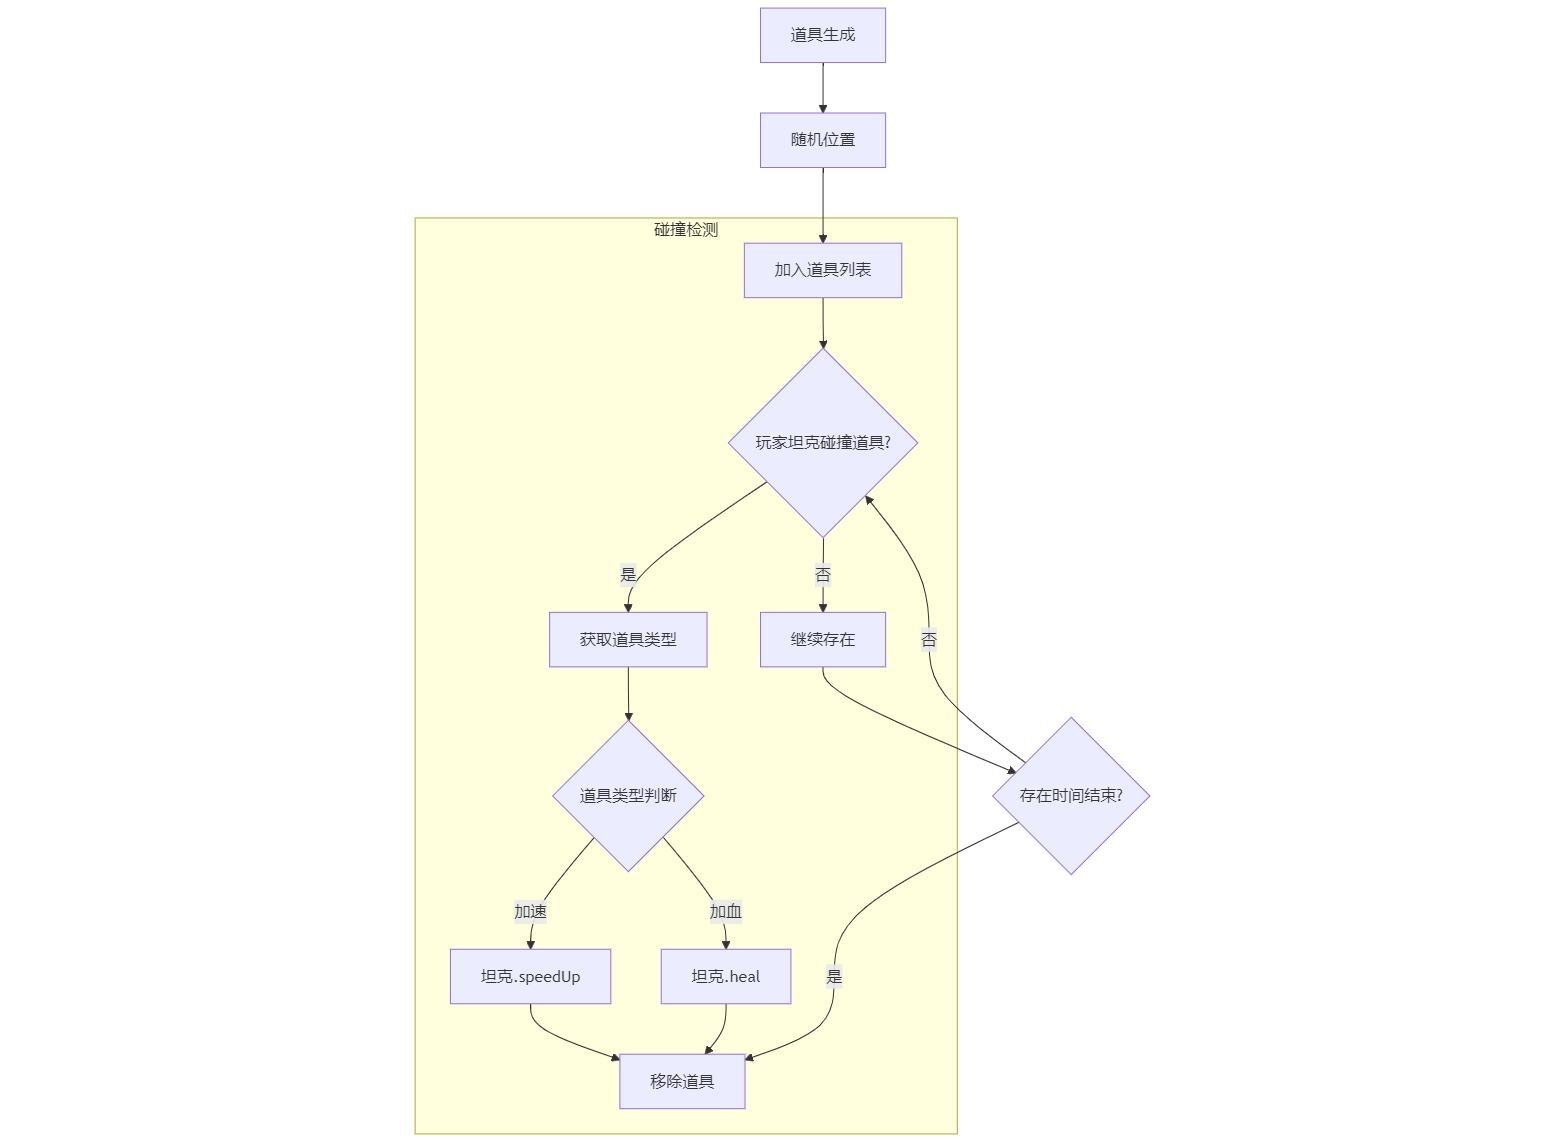 道具生成
随机位置
碰撞检测
加入道具列表
玩家坦克碰撞道具?
是
否
获取道具类型
继续存在
否
道具类型判断
存在时间结束?
加速
加血
坦克.speedUp
坦克.heal
是
移除道具